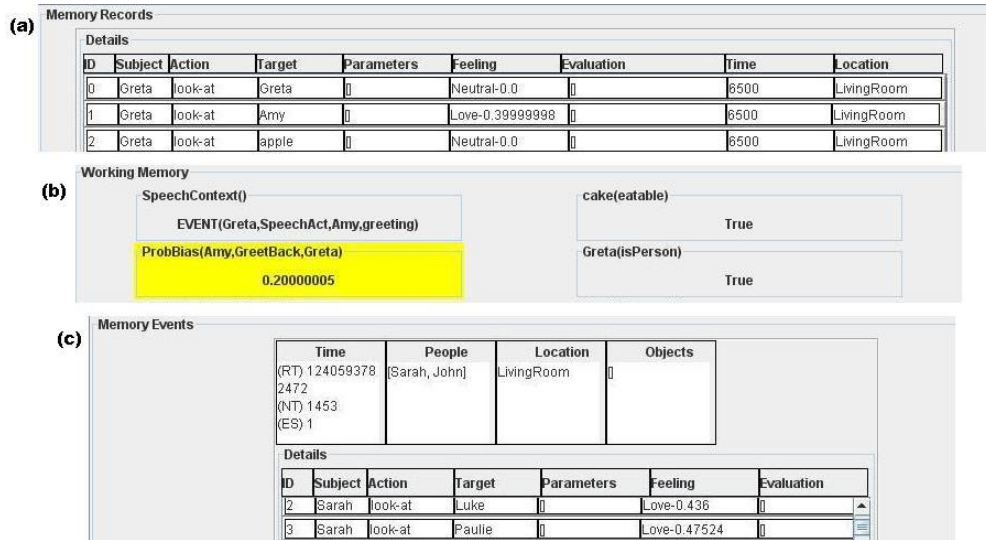 Memory Records
(a)
Details
ID Subject Action Target Parameters Feeling Evaluation Time Location
0 Greta look-at Greta [] Neutral-0.0 [] 6500 LivingRoom
1 Greta look-at Amy [] Love-0.39999998 [] 6500 LivingRoom
2 Greta look-at apple [] Neutral-0.0 [] 6500 LivingRoom
Working Memory
(b)
SpeechContext() cake(eatable)
EVENT(Greta,SpeechAct,Amy,greeting) True
ProbBias(Amy,GreetBack,Greta) Greta(isPerson)
0.20000005 True
Memory Events
(c)
Time People Location Objects
(RT) 124059378 [Sarah, John] LivingRoom []
2472
(NT) 1453
(ES) 1
Details
ID Subject Action Target Parameters Feeling Evaluation
2 Sarah look-at Luke [] Love-0.436 []
3 Sarah look-at Paulie [] Love-0.47524 []